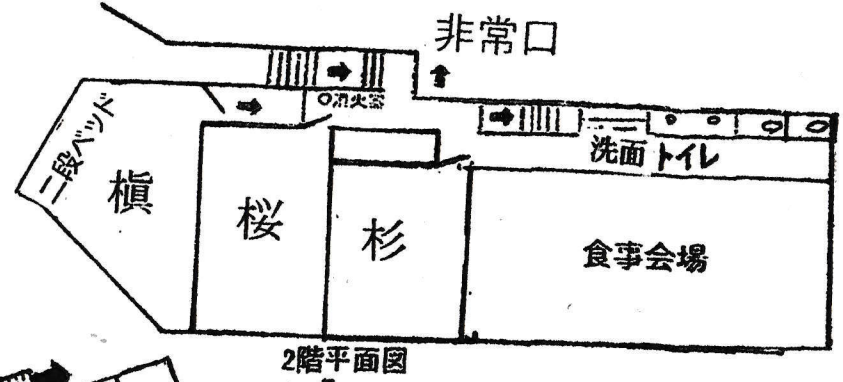 非常口
消火器
二段ベッド
洗面 トイレ
槇
桜
杉
食事会場
2階平面図